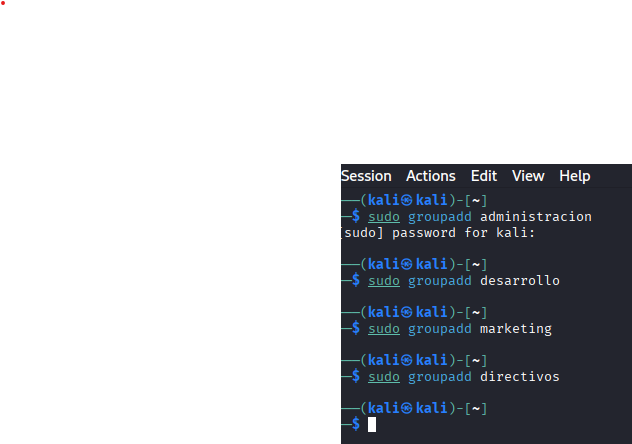 Session Actions Edit View Help
──(kali㉿kali)-[~]
─$ sudo groupadd administracion
[sudo] password for kali:
──(kali㉿kali)-[~]
─$ sudo groupadd desarrollo
──(kali㉿kali)-[~]
─$ sudo groupadd marketing
──(kali㉿kali)-[~]
─$ sudo groupadd directivos
──(kali㉿kali)-[~]
─$